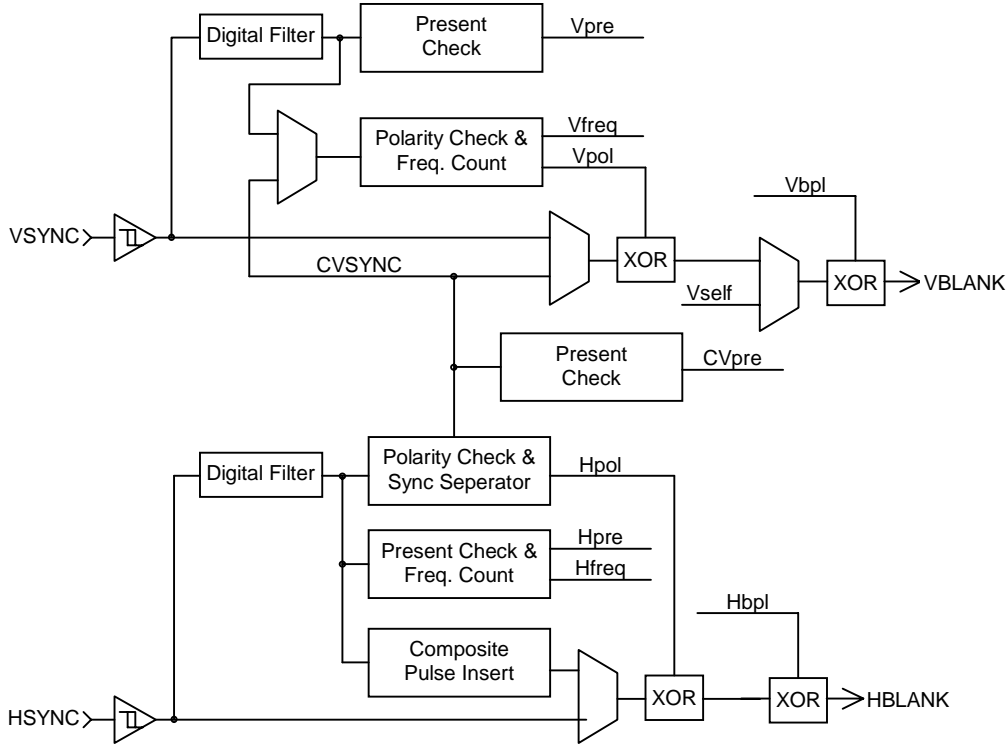 Digital Filter
Present
Check
Vpre
Polarity Check &
Freq. Count
Vfreq
Vpol
Vbpl
VSYNC
CVSYNC
XOR
Vself
XOR
VBLANK
Present
Check
CVpre
Digital Filter
Polarity Check &
Sync Seperator
Hpol
Present Check &
Freq. Count
Hpre
Hfreq
Hbpl
Composite
Pulse Insert
XOR
XOR
HBLANK
HSYNC